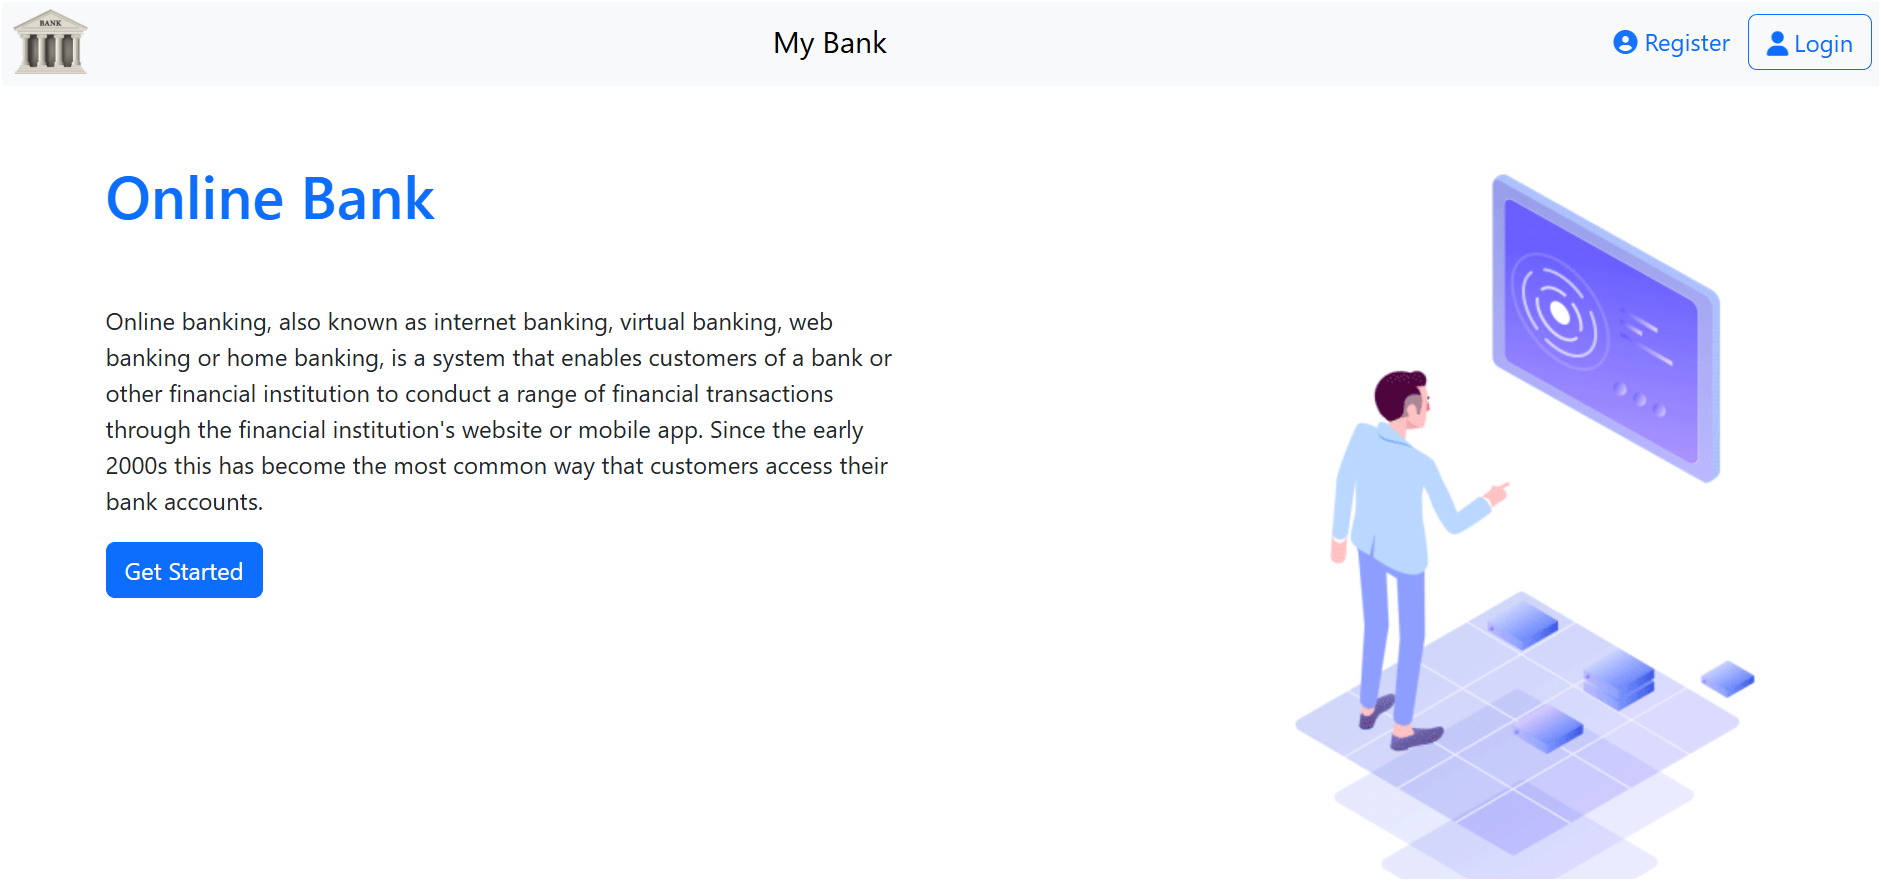 BANK
My Bank
Register
Login
Online Bank
Online banking, also known as internet banking, virtual banking, web
banking or home banking, is a system that enables customers of a bank or
other financial institution to conduct a range of financial transactions
through the financial institution's website or mobile app. Since the early
2000s this has become the most common way that customers access their
bank accounts.
Get Started